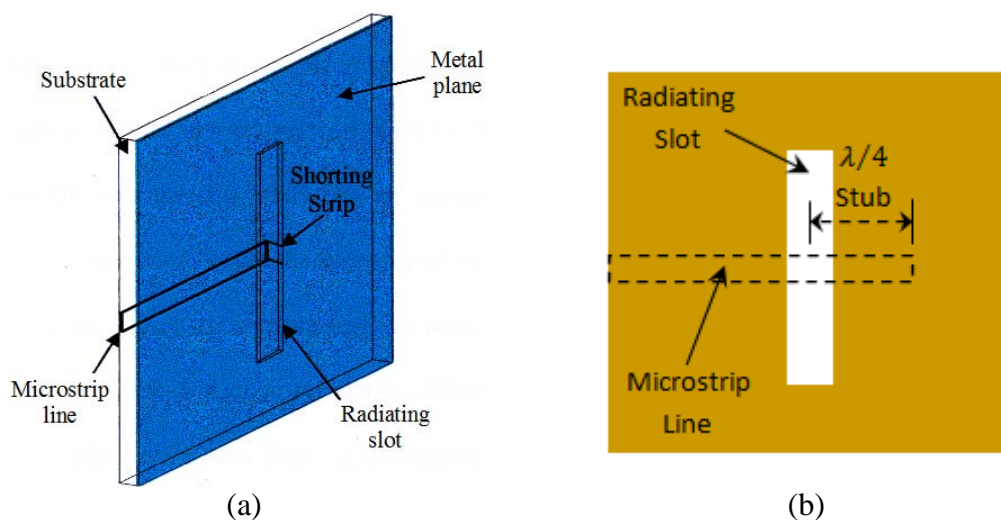 Substrate
Metal
plane
Shorting
Strip
Microstrip
line
Radiating
slot
(a)
Radiating
Slot
λ/4
Stub
Microstrip
Line
(b)